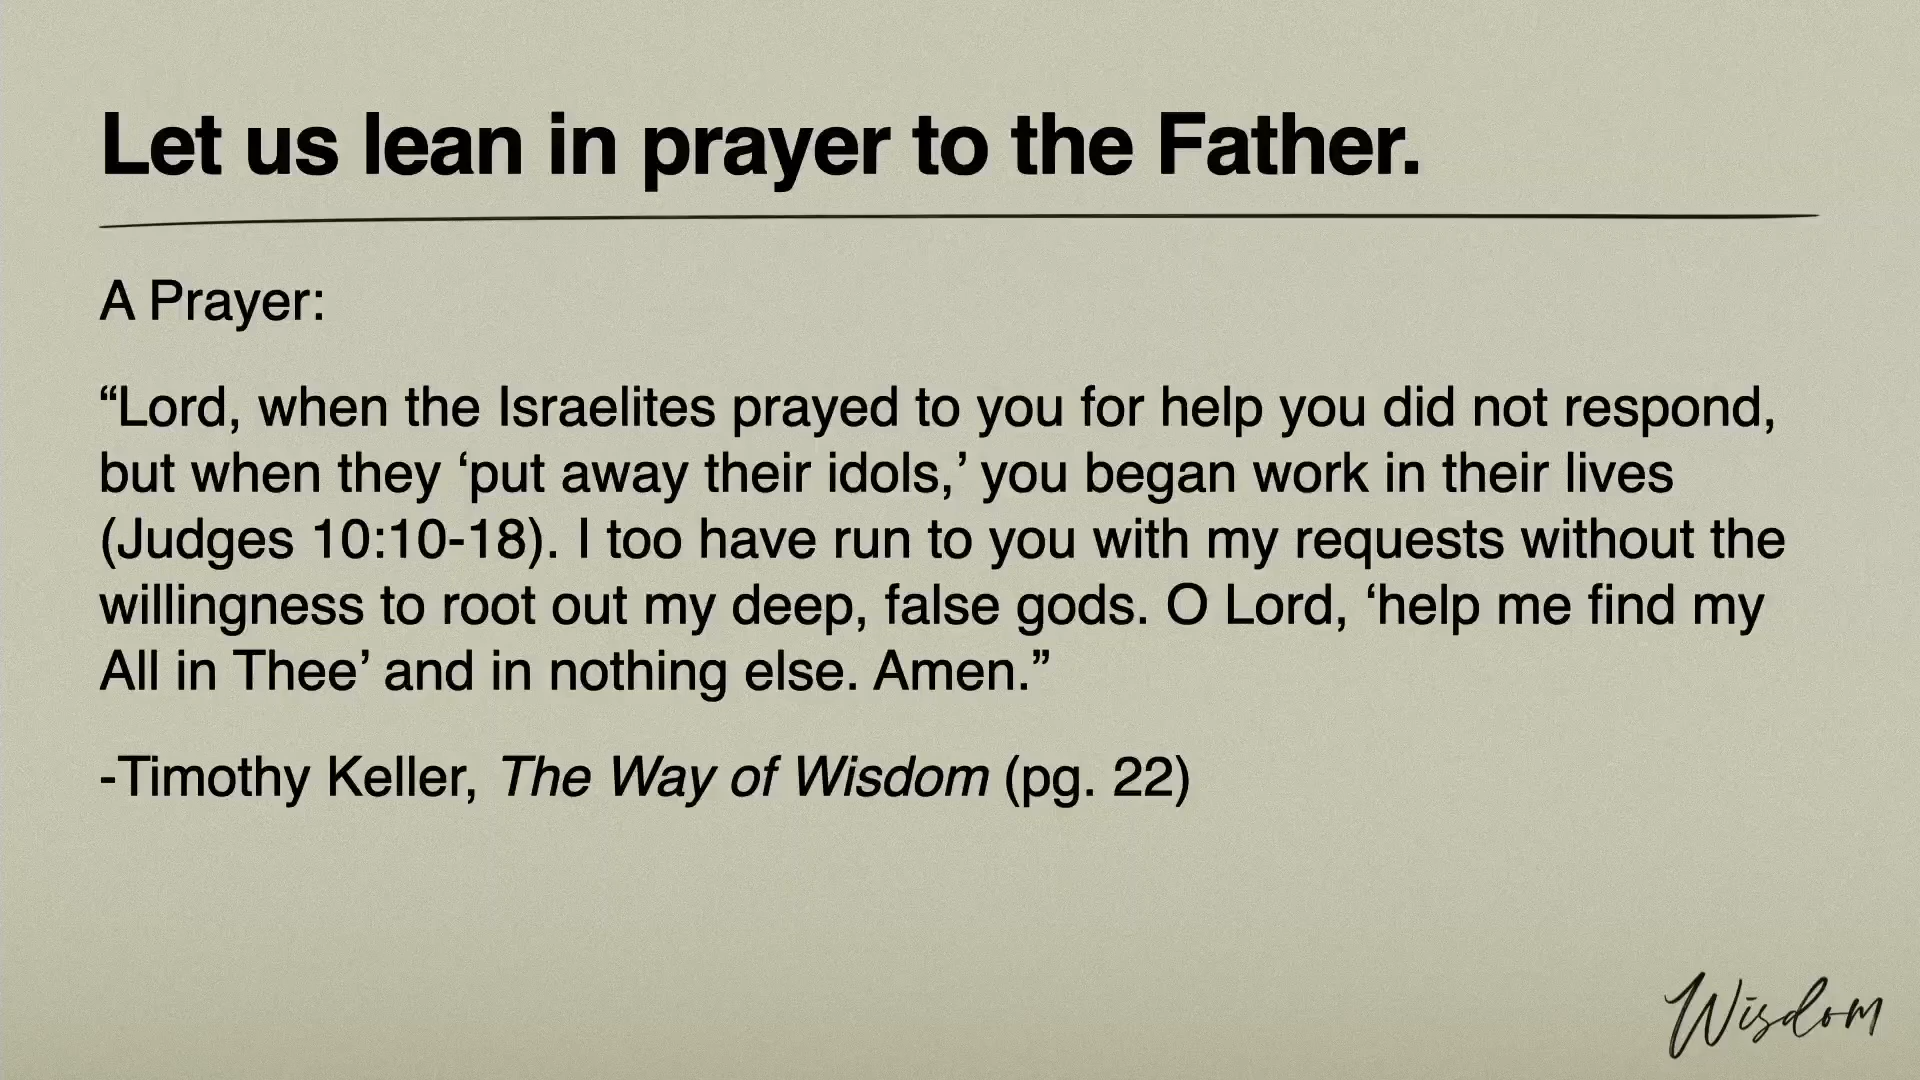 Let us lean in prayer to the Father.
A Prayer:
“Lord, when the Israelites prayed to you for help you did not respond,
but when they ‘put away their idols,’ you began work in their lives
(Judges 10:10-18). I too have run to you with my requests without the
willingness to root out my deep, false gods. O Lord, ‘help me find my
All in Thee’ and in nothing else. Amen.”
-Timothy Keller, The Way of Wisdom (pg. 22)
Wisdom